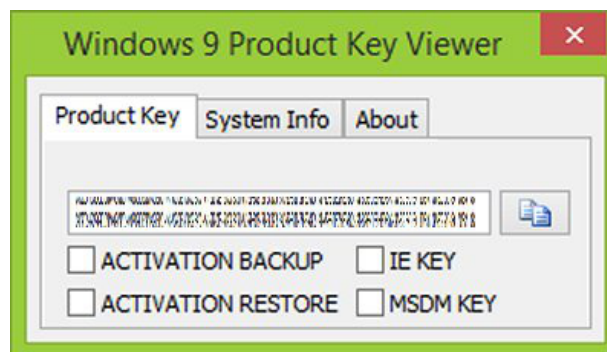 Windows 9 Product Key Viewer
Product Key System Info About
ACTIVATION BACKUP IE KEY
ACTIVATION RESTORE MSDM KEY